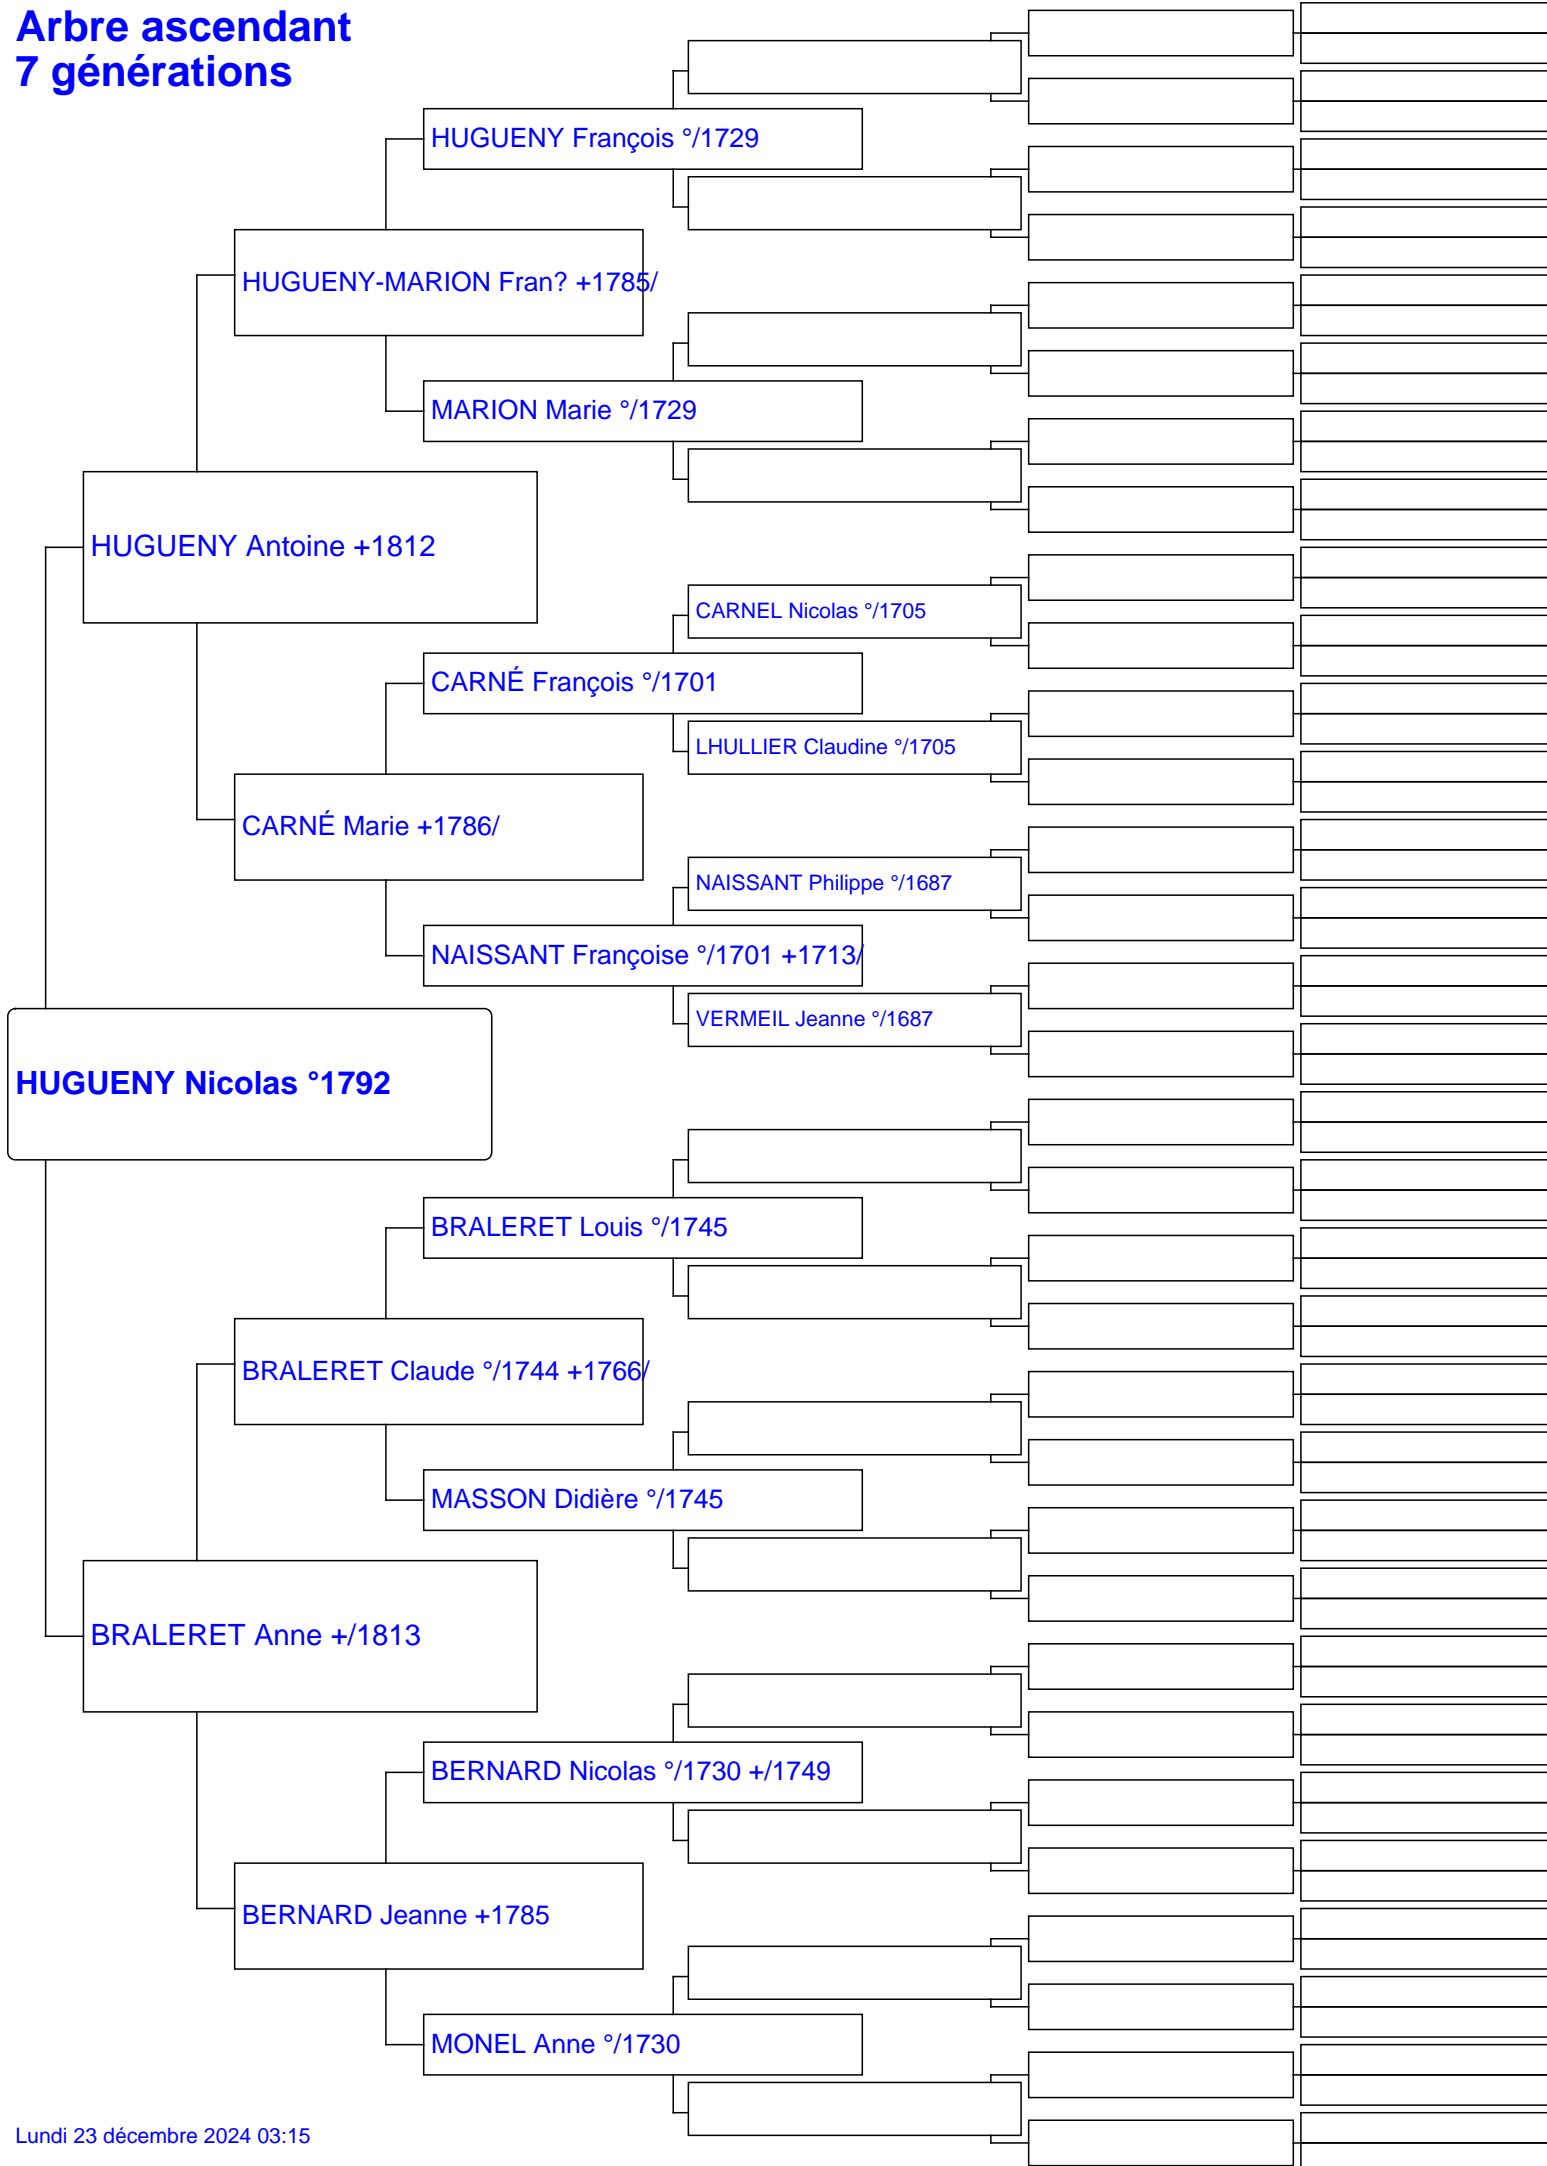 Arbre ascendant
7 générations
HUGUENY François °/1729
HUGUENY-MARION Fran? +1785/
MARION Marie °/1729
HUGUENY Antoine +1812
CARNEL Nicolas °/1705
CARNÉ François °/1701
LHULLIER Claudine °/1705
CARNÉ Marie +1786/
NAISSANT Philippe °/1687
NAISSANT Françoise °/1701 +1713/
VERMEIL Jeanne °/1687
HUGUENY Nicolas °1792
BRALERET Louis °/1745
BRALERET Claude °/1744 +1766/
MASSON Didière °/1745
BRALERET Anne +/1813
BERNARD Nicolas °/1730 +/1749
BERNARD Jeanne +1785
MONEL Anne °/1730
Lundi 23 décembre 2024 03:15